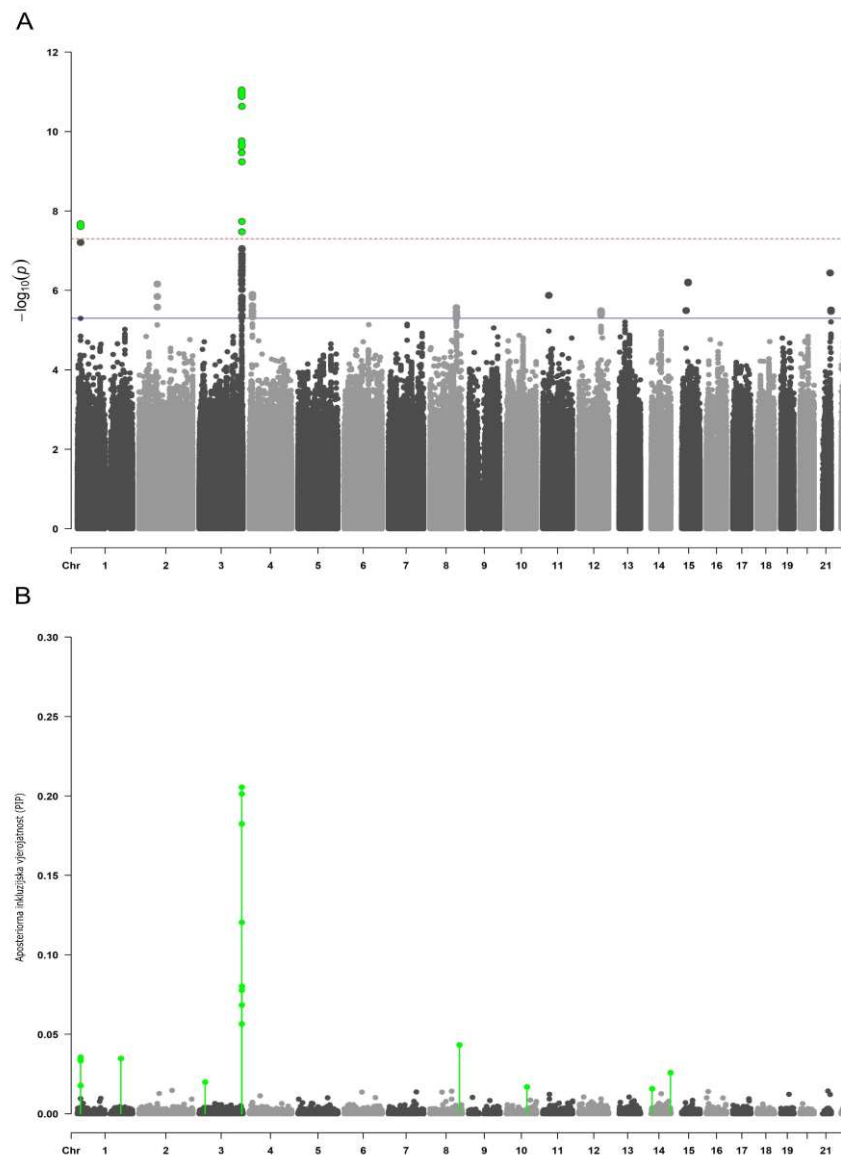 A
12
10
8
6
4
2
0
−log₁₀(p)
Chr 1 2 3 4 5 6 7 8 9 10 11 12 13 14 15 16 17 18 19 21
B
0.30
0.25
0.20
0.15
0.10
0.05
0.00
Aposteriorna inkluzijska vjerojatnost (PIP)
Chr 1 2 3 4 5 6 7 8 9 10 11 12 13 14 15 16 17 18 19 21